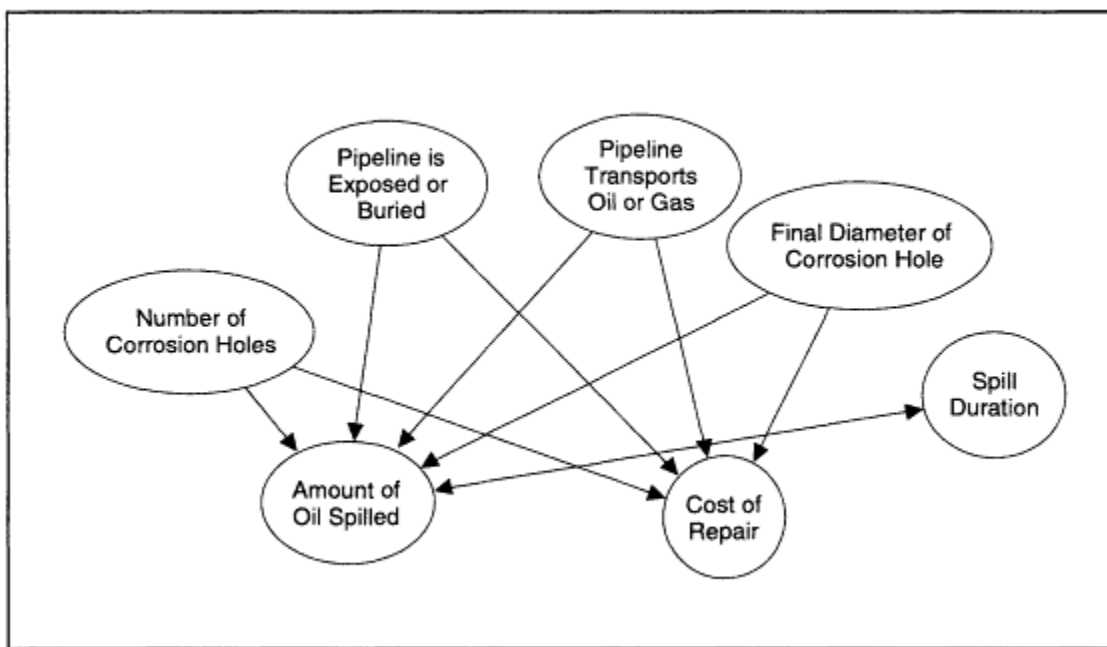 Pipeline is
Exposed or
Buried
Pipeline
Transports
Oil or Gas
Final Diameter of
Corrosion Hole
Number of
Corrosion Holes
Spill
Duration
Amount of
Oil Spilled
Cost of
Repair